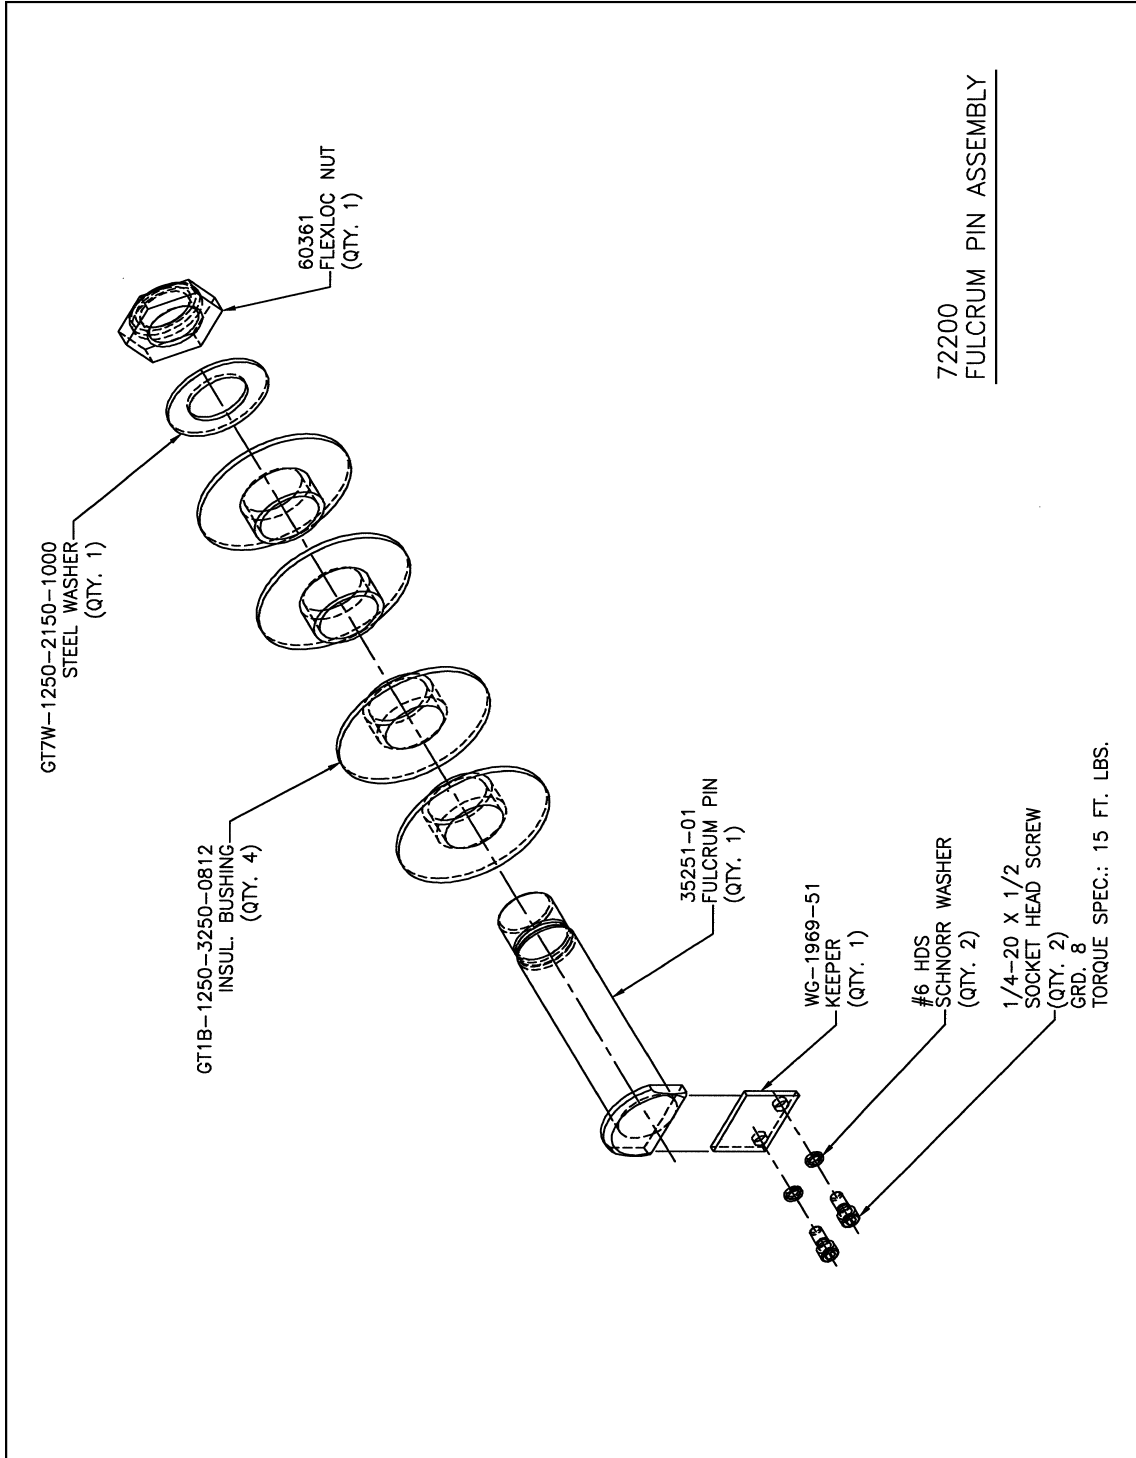 60361
FLEXLOC NUT
(QTY. 1)
GT7W-1250-2150-1000
STEEL WASHER
(QTY. 1)
GT1B-1250-3250-0812
INSUL. BUSHING
(QTY. 4)
35251-01
FULCRUM PIN
(QTY. 1)
WG-1969-51
KEEPER
(QTY. 1)
#6 HDS
SCHNORR WASHER
(QTY. 2)
1/4-20 X 1/2
SOCKET HEAD SCREW
(QTY. 2)
GRD. 8
TORQUE SPEC.: 15 FT. LBS.
72200
FULCRUM PIN ASSEMBLY